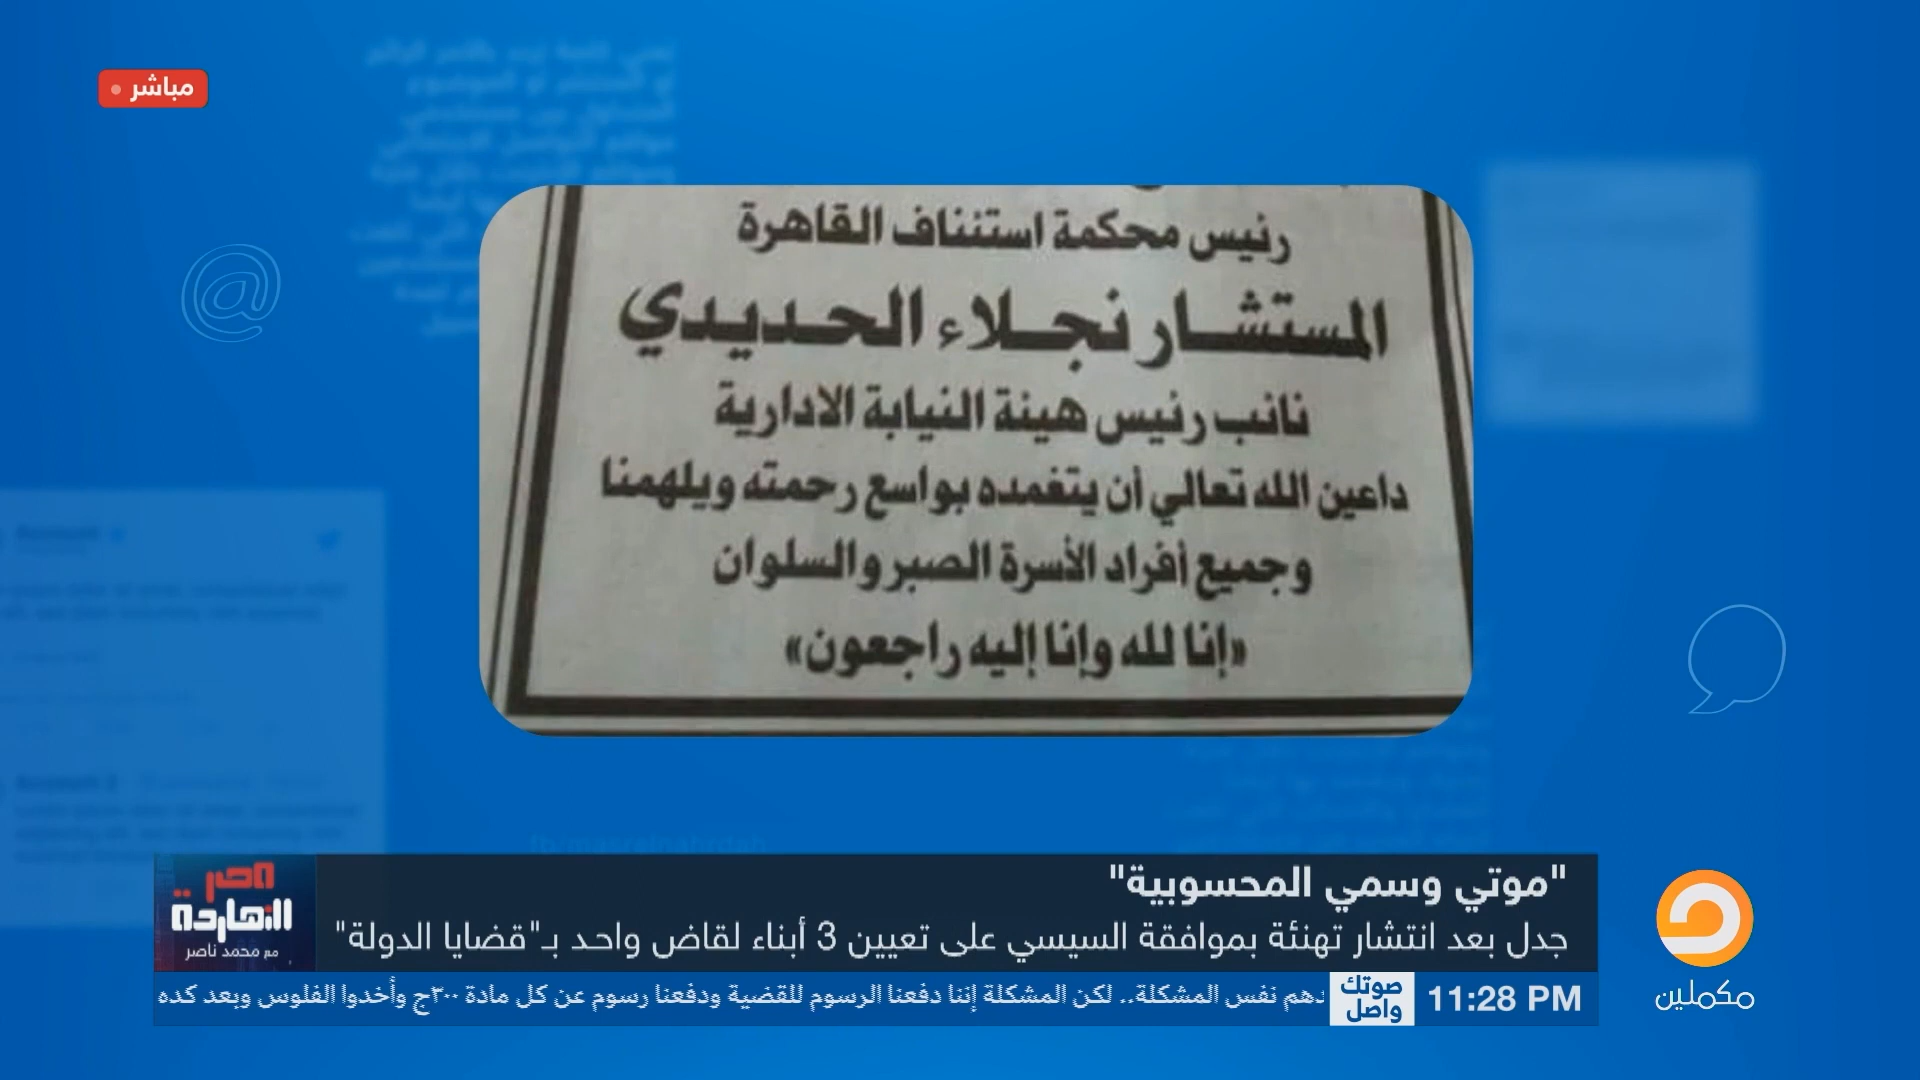 مباشر
رئيس محكمة استئناف القاهرة
المستشار نجلاء الحديدي
نائب رئيس هيئة النيابة الادارية
داعين الله تعالي أن يتغمده بواسع رحمته ويلهمنا
وجميع أفراد الأسرة الصبر والسلوان
«إنا لله وإنا إليه راجعون»
"موتي وسمي المحسوبية"
جدل بعد انتشار تهنئة بموافقة السيسي على تعيين 3 أبناء لقاض واحد بـ"قضايا الدولة"
مصر
النهاردة
مع محمد ناصر
11:28 PM
صوتك
واصل
دهم نفس المشكلة.. لكن المشكلة إننا دفعنا الرسوم للقضية ودفعنا رسوم عن كل مادة ٣٠٠ج وأخدوا الفلوس وبعد كده
مكملين